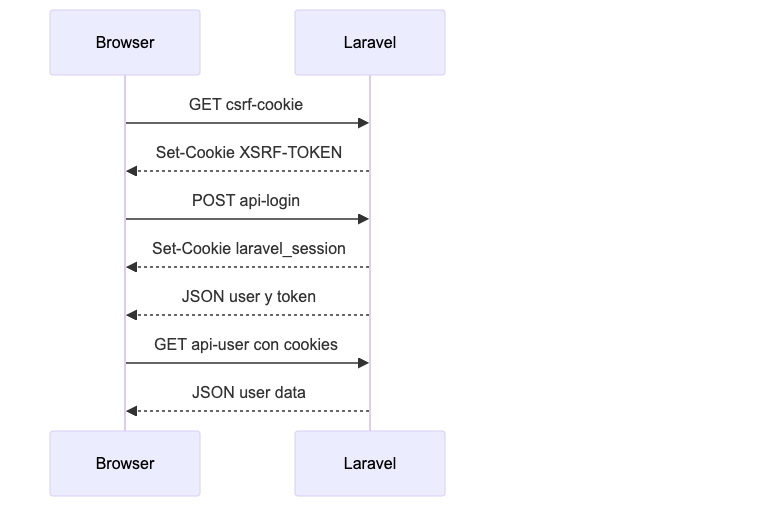 Browser
Laravel
GET csrf-cookie
Set-Cookie XSRF-TOKEN
POST api-login
Set-Cookie laravel_session
JSON user y token
GET api-user con cookies
JSON user data
Browser
Laravel